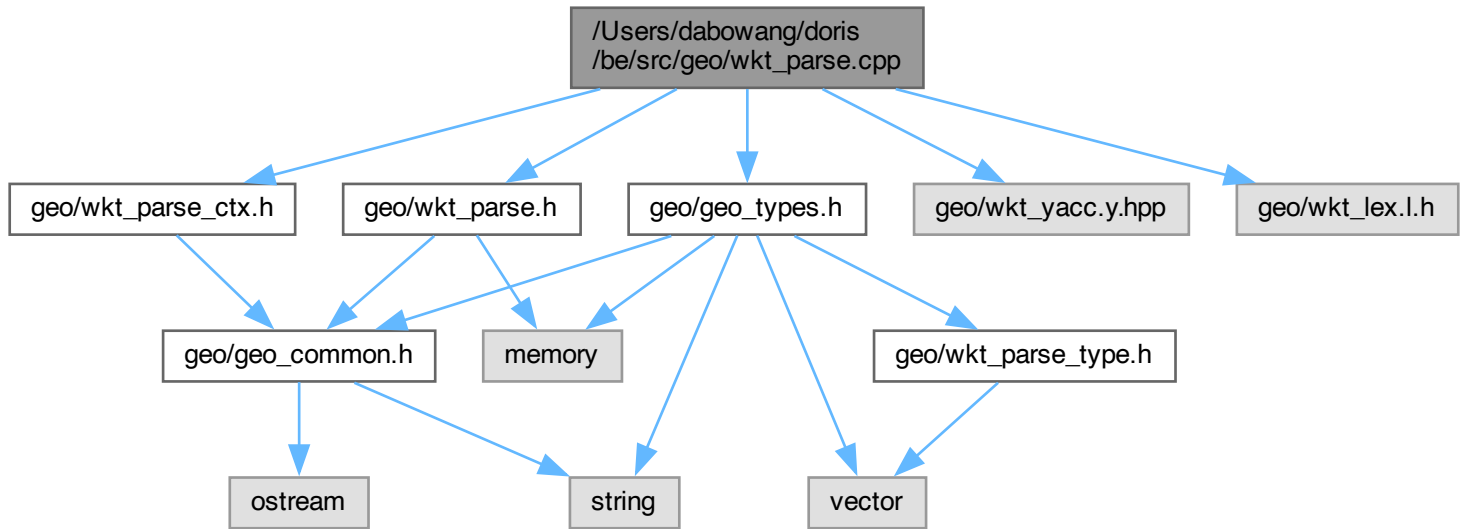 /Users/dabowang/doris
/be/src/geo/wkt_parse.cpp
geo/wkt_parse_ctx.h
geo/wkt_parse.h
geo/geo_types.h
geo/wkt_yacc.y.hpp
geo/wkt_lex.l.h
geo/geo_common.h
memory
geo/wkt_parse_type.h
ostream
string
vector